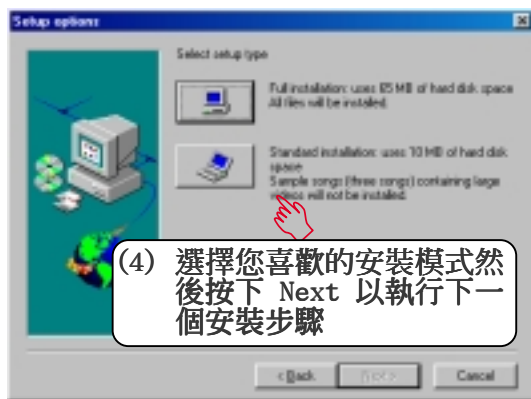 Setup options
Select setup type
Full installation: uses 65 MB of hard disk space
All files will be installed.
Standard installation: uses 10 MB of hard disk
space
Sample songs (three songs) containing large
videos will not be installed.
(4) 選擇您喜歡的安裝模式然
後按下 Next 以執行下一
個安裝步驟
< Back
Next >
Cancel